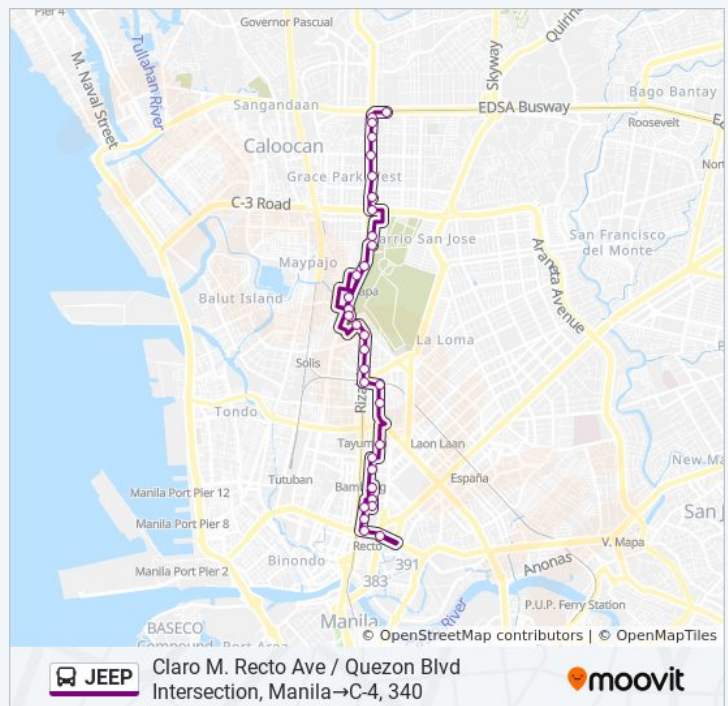 Pier 4
Governor Pascual
Quirino
Skyway
Tullahan River
M. Naval Street
Sangandaan
EDSA Busway
Bago Bantay
Roosevelt
Caloocan
Grace Park West
C-3 Road
San Francisco
del Monte
Maypajo
Araneta Avenue
Balut Island
La Loma
Solis
Tondo
Riza
Tayum
Laon Laan
España
New Ma
Tutuban
Manila Port Pier 12
Manila Port Pier 8
San J
Recto
V. Mapa
Binondo
391
Anonas
383
Manila Port Pier 2
P.U.P. Ferry Station
BASECO
Manila
River
© OpenStreetMap contributors | © OpenMapTiles
JEEP
Claro M. Recto Ave / Quezon Blvd
Intersection, Manila→C-4, 340
moovit